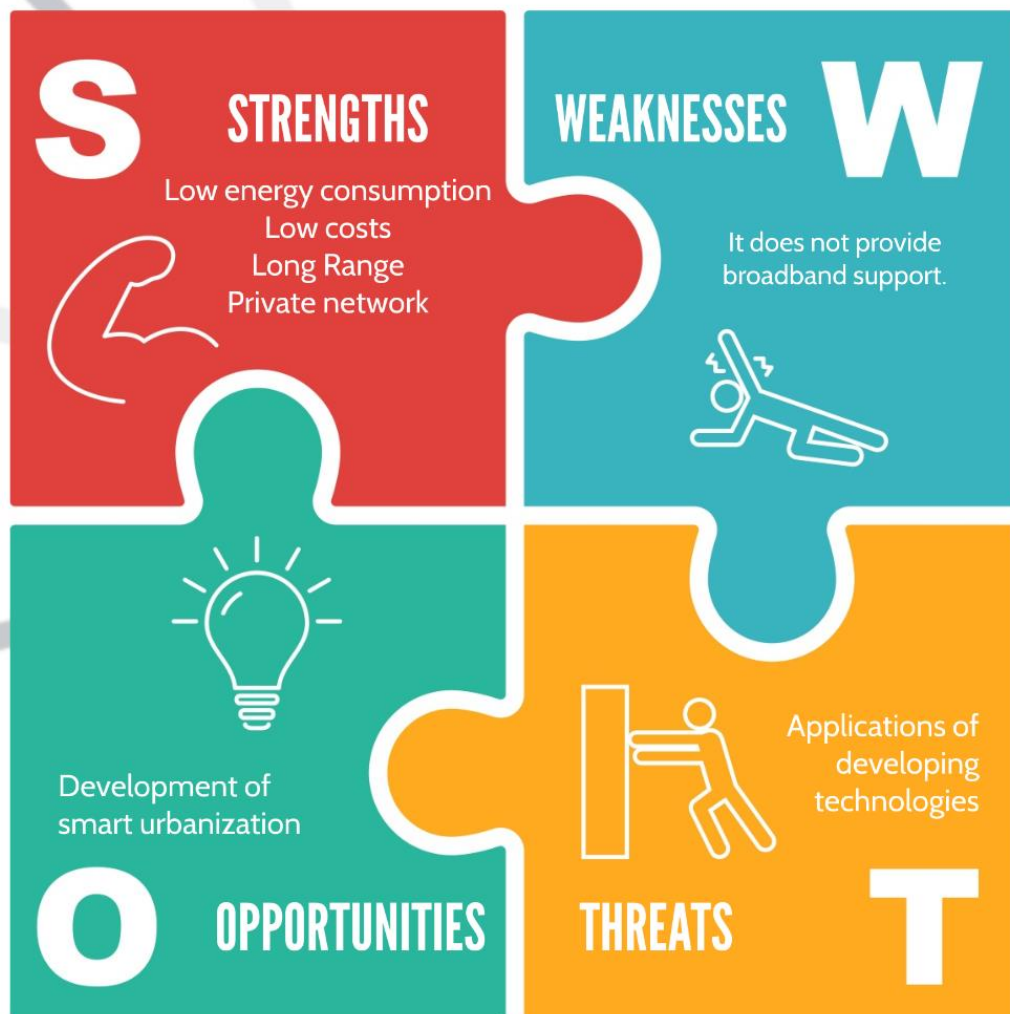 S
STRENGTHS
Low energy consumption
Low costs
Long Range
Private network
WEAKNESSES
W
It does not provide
broadband support.
Development of
smart urbanization
O
OPPORTUNITIES
Applications of
developing
technologies
THREATS
T